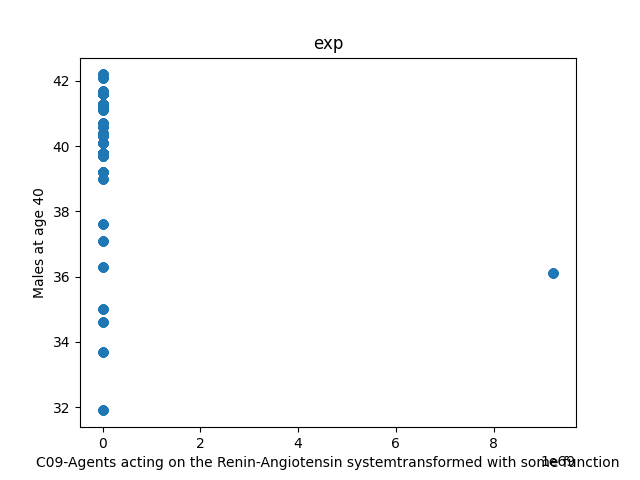 exp
Males at age 40
42
40
38
36
34
32
0 2 4 6 8
1e69
C09-Agents acting on the Renin-Angiotensin systemtransformed with some function